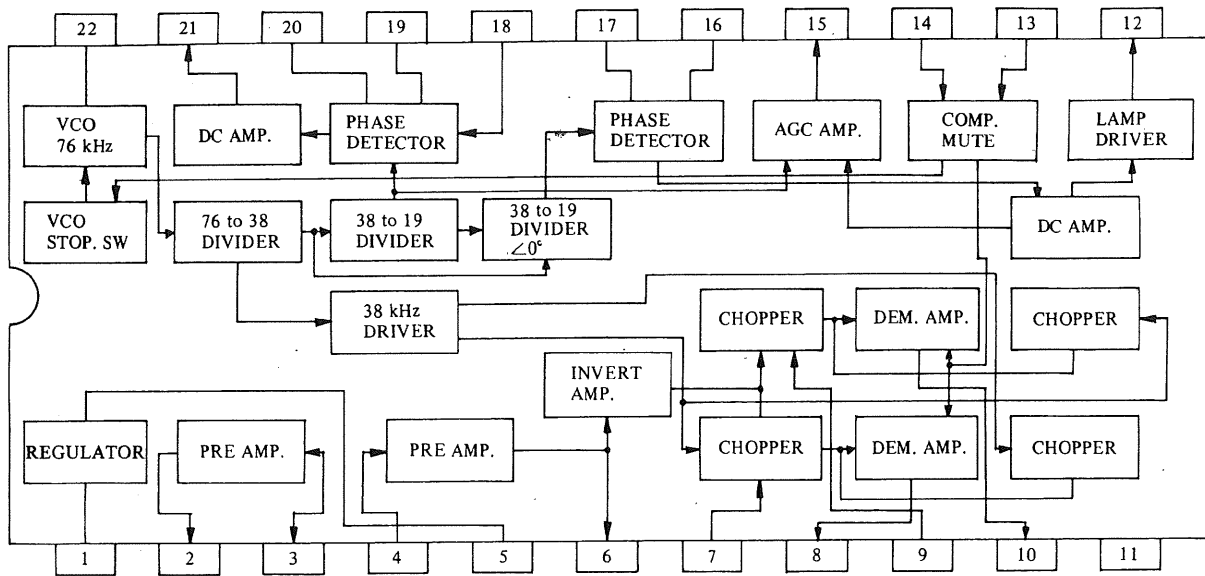 22 21 20 19 18 17 16 15 14 13 12
VCO
76 kHz
DC AMP.
PHASE
DETECTOR
PHASE
DETECTOR
AGC AMP.
COMP.
MUTE
LAMP
DRIVER
VCO
STOP. SW
76 to 38
DIVIDER
38 to 19
DIVIDER
38 to 19
DIVIDER
∠0°
DC AMP.
38 kHz
DRIVER
CHOPPER
DEM. AMP.
CHOPPER
INVERT
AMP.
REGULATOR
PRE AMP.
PRE AMP.
CHOPPER
DEM. AMP.
CHOPPER
1 2 3 4 5 6 7 8 9 10 11